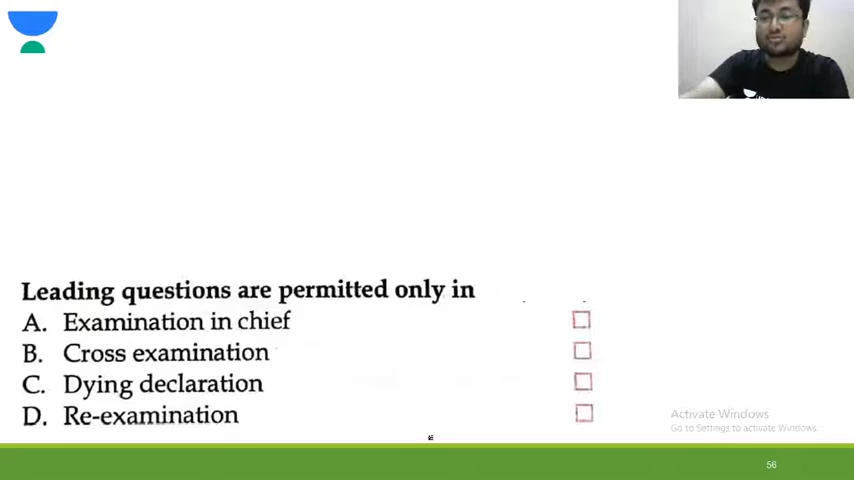 Leading questions are permitted only in
A. Examination in chief
B. Cross examination
C. Dying declaration
D. Re-examination
Activate Windows
Go to Settings to activate Windows.
56